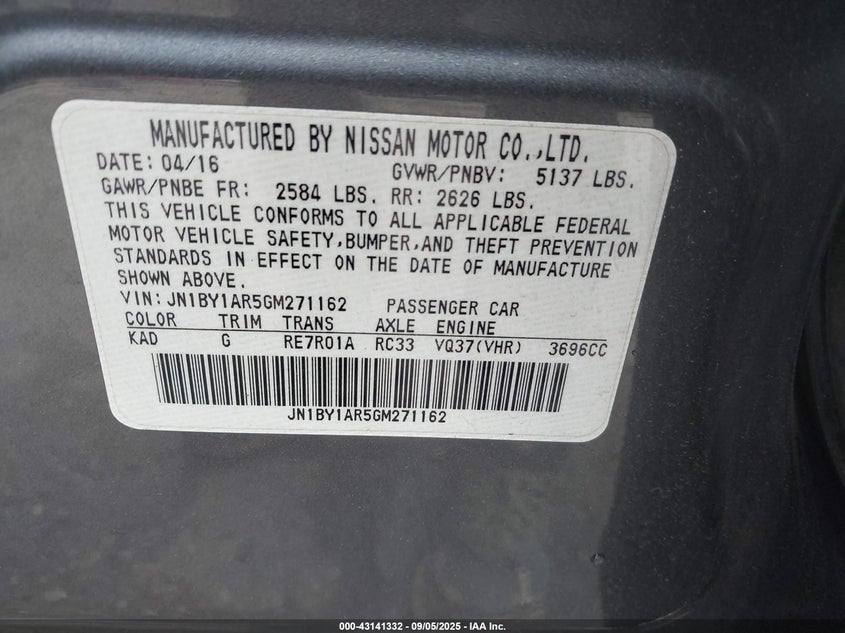 MANUFACTURED BY NISSAN MOTOR CO.,LTD.
DATE: 04/16 GVWR/PNBV: 5137 LBS.
GAWR/PNBE FR: 2584 LBS. RR: 2626 LBS.
THIS VEHICLE CONFORMS TO ALL APPLICABLE FEDERAL
MOTOR VEHICLE SAFETY,BUMPER,AND THEFT PREVENTION
STANDARDS IN EFFECT ON THE DATE OF MANUFACTURE
SHOWN ABOVE.
VIN: JN1BY1AR5GM271162 PASSENGER CAR
COLOR TRIM TRANS AXLE ENGINE
KAD G RE7R01A RC33 VQ37(VHR) 3696CC
JN1BY1AR5GM271162
000-43141332 - 09/05/2025 - IAA Inc.